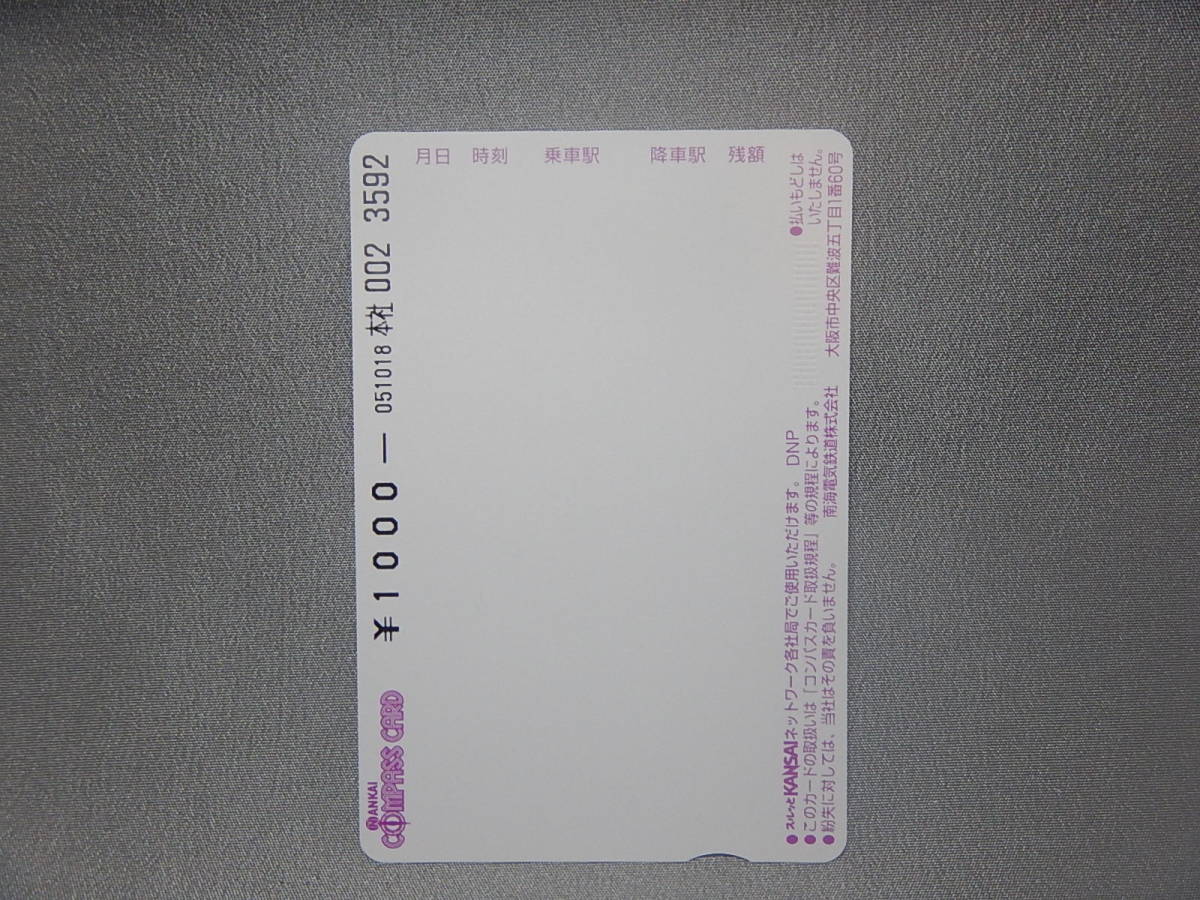 NANKAI
COMPASS CARD ¥1000— 051018 本社 002 3592
月日 時刻 乗車駅 降車駅 残額
●スルッとKANSAIネットワーク各社局でご使用いただけます。 DNP
●このカードの取扱いは「コンパスカード取扱規程」等の規程によります。
●紛失に対しては、当社はその責を負いません。
●払いもどしは
いたしません。
南海電気鉄道株式会社 大阪市中央区難波五丁目1番60号